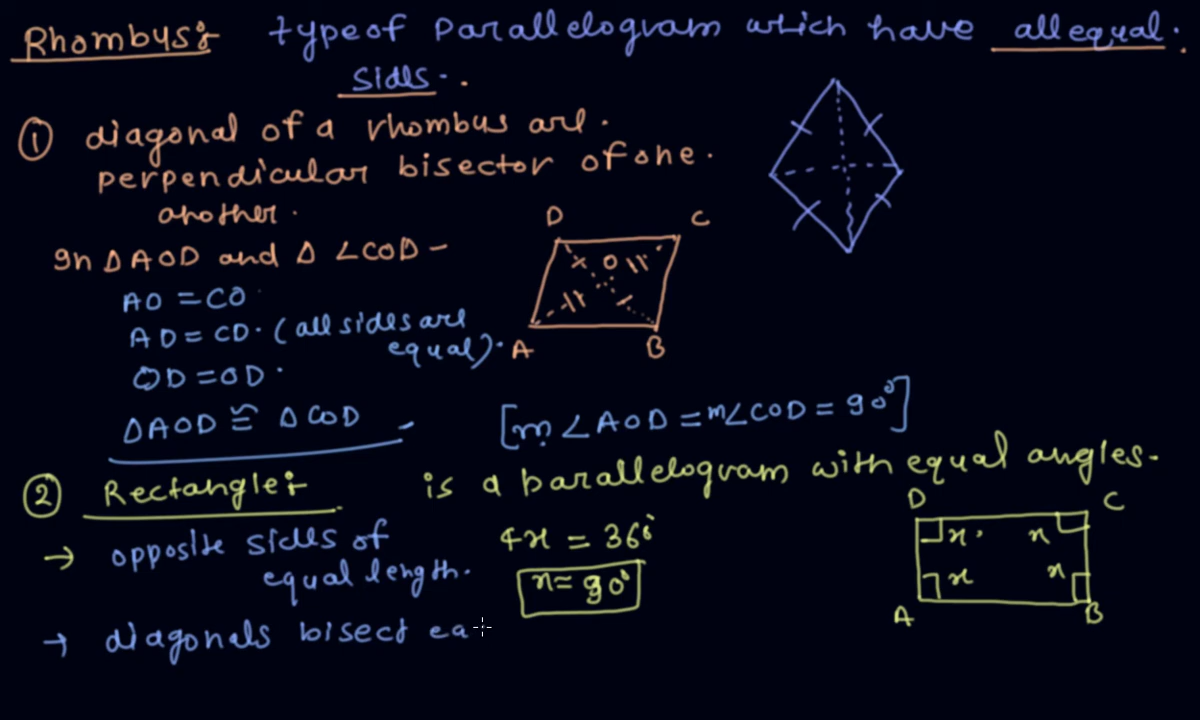 Rhombus: type of Parallelogram which have all equal.
sides.
① diagonal of a rhombus are.
perpendicular bisector of one.
another.
In △AOD and △ ∠COD -
AO = CO
AD = CD. (all sides are
equal).
OD = OD.
△AOD ≅ △COD
[m∠AOD = m∠COD = 90°]
D C
O
A B
② Rectangle: is a parallelogram with equal angles.
→ opposite sides of
equal length.
4x = 360°
x = 90°
D C
x. x
x x
A B
→ diagonals bisect ea